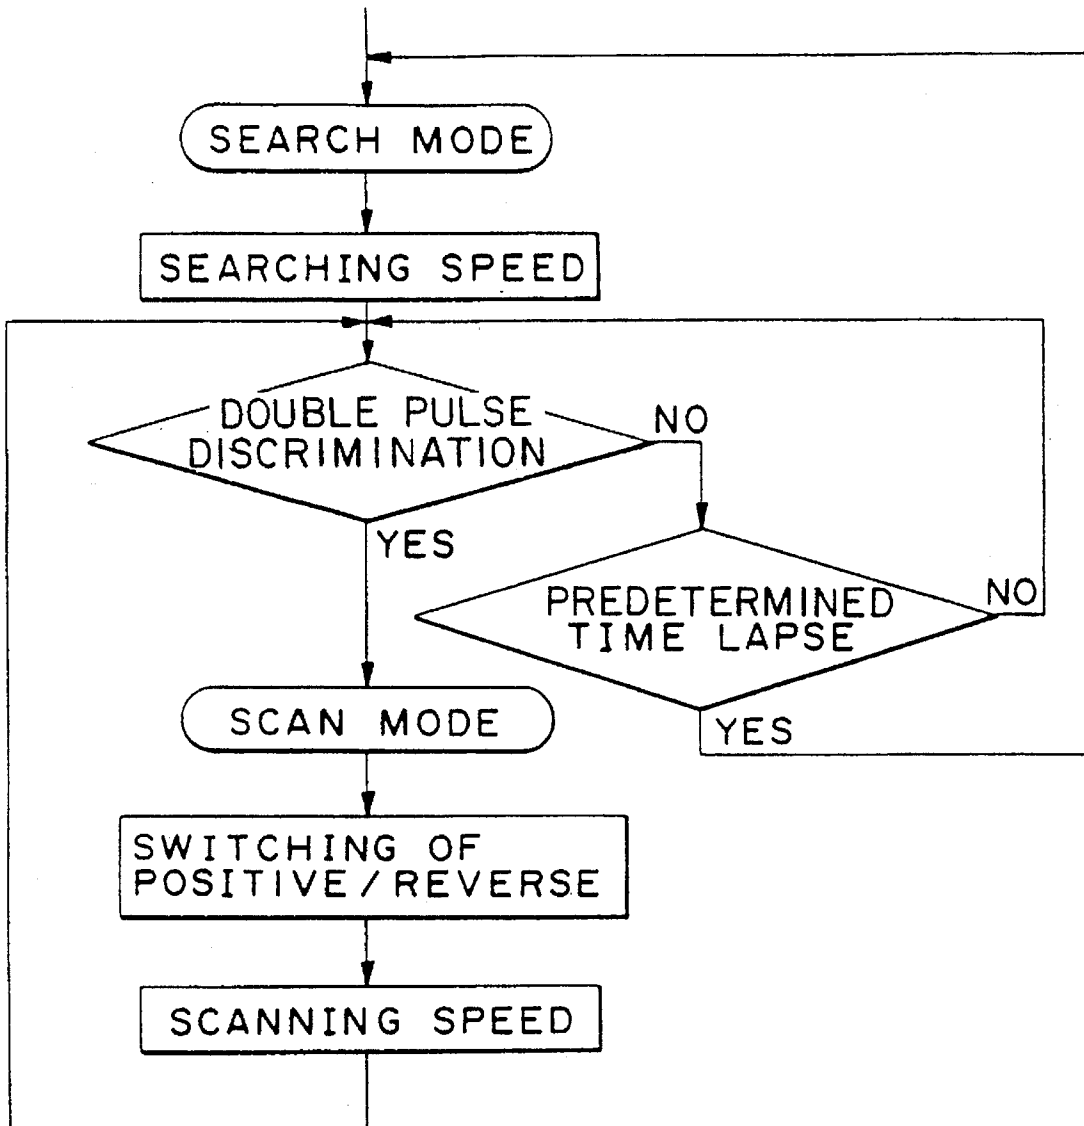 SEARCH MODE
SEARCHING SPEED
DOUBLE PULSE
DISCRIMINATION
NO
YES
PREDETERMINED
TIME LAPSE
NO
YES
SCAN MODE
SWITCHING OF
POSITIVE/REVERSE
SCANNING SPEED